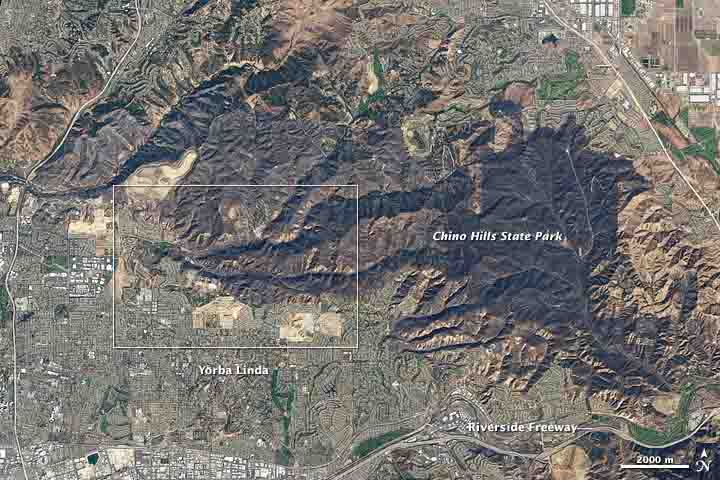 Chino Hills State Park
Yorba Linda
Riverside Freeway
2000 m
N